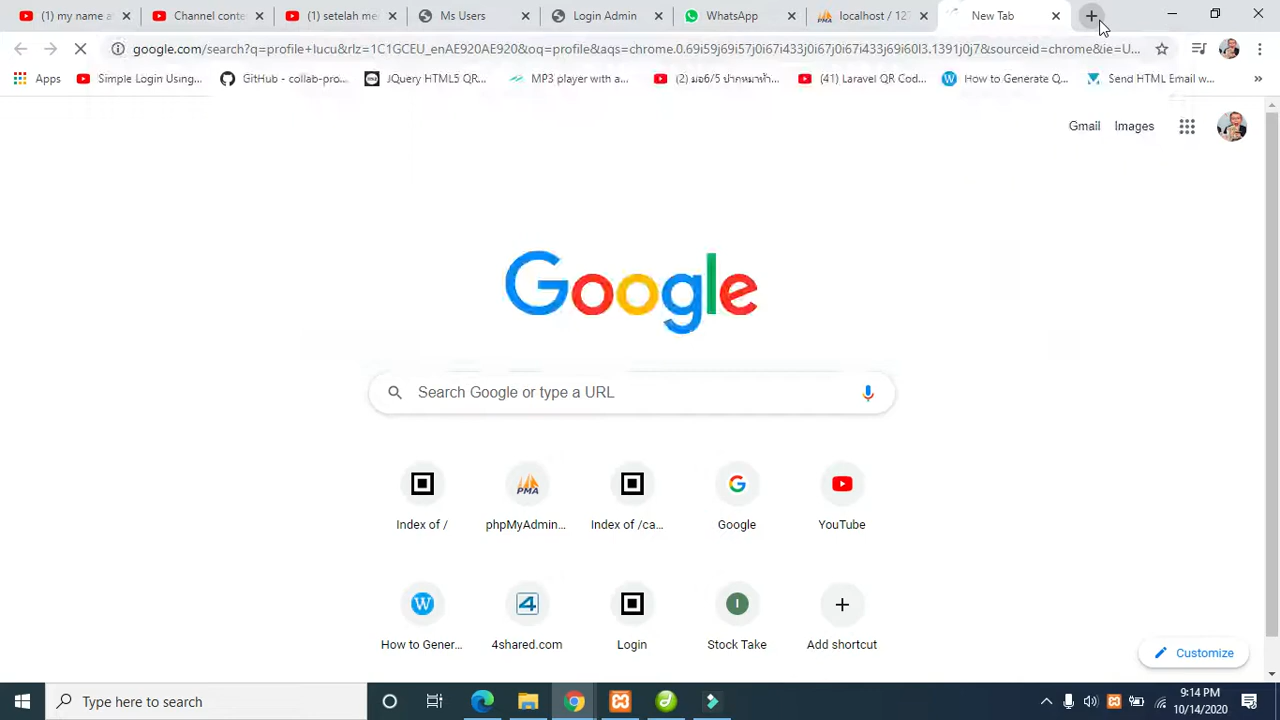 (1) my name a
Channel cont
(1) setelah me
Ms Users
Login Admin
WhatsApp
localhost / 127
New Tab
google.com/search?q=profile+lucu&rlz=1C1GCEU_enAE920AE920&oq=profile&aqs=chrome.0.69i59j69i57j0i67i433j0i67j0i67i433j69i60l3.1391j0j7&sourceid=chrome&ie=U...
Apps
Simple Login Using...
GitHub - collab-pro...
JQuery HTML5 QR...
MP3 player with a...
(41) Laravel QR Cod...
How to Generate Q...
Send HTML Email w...
»
Gmail
Images
Google
Search Google or type a URL
Index of /
PMA
phpMyAdmin...
Index of /ca...
Google
YouTube
How to Gener...
4shared.com
Login
Stock Take
Add shortcut
Customize
Type here to search
9:14 PM
10/14/2020